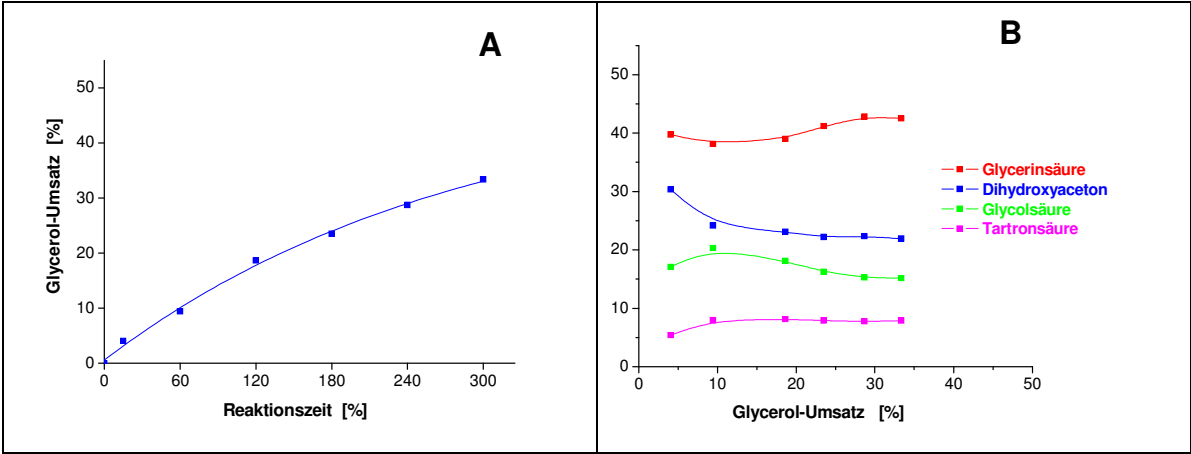 A
Glycerol-Umsatz [%]
50
40
30
20
10
0
0 60 120 180 240 300
Reaktionszeit [%]
B
50
40
30
20
10
0
0 10 20 30 40 50
Glycerol-Umsatz [%]
Glycerinsäure
Dihydroxyaceton
Glycolsäure
Tartronsäure